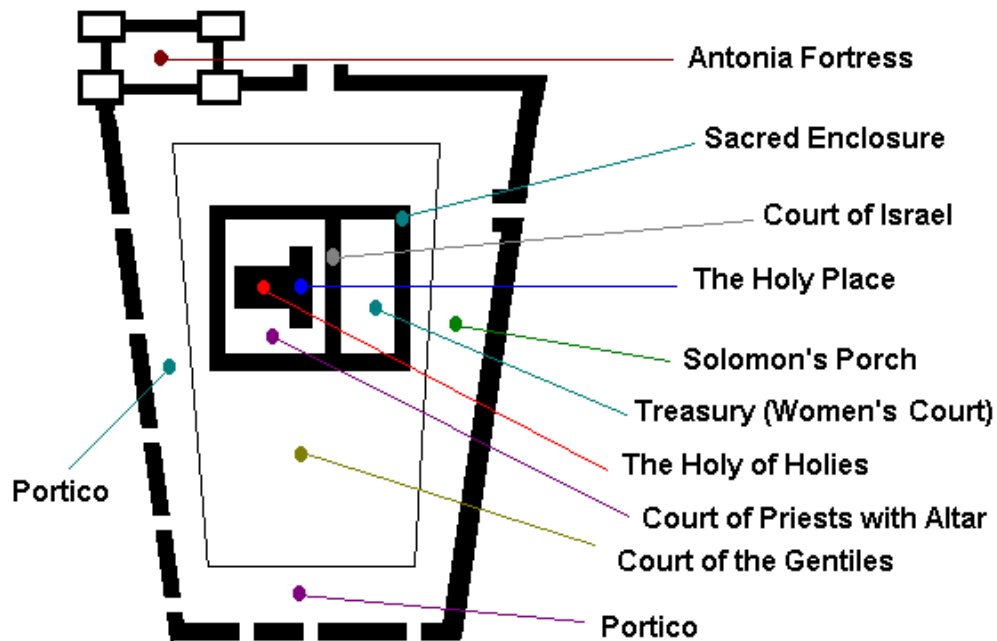 Antonia Fortress
Sacred Enclosure
Court of Israel
The Holy Place
Solomon's Porch
Treasury (Women's Court)
The Holy of Holies
Portico
Court of Priests with Altar
Court of the Gentiles
Portico